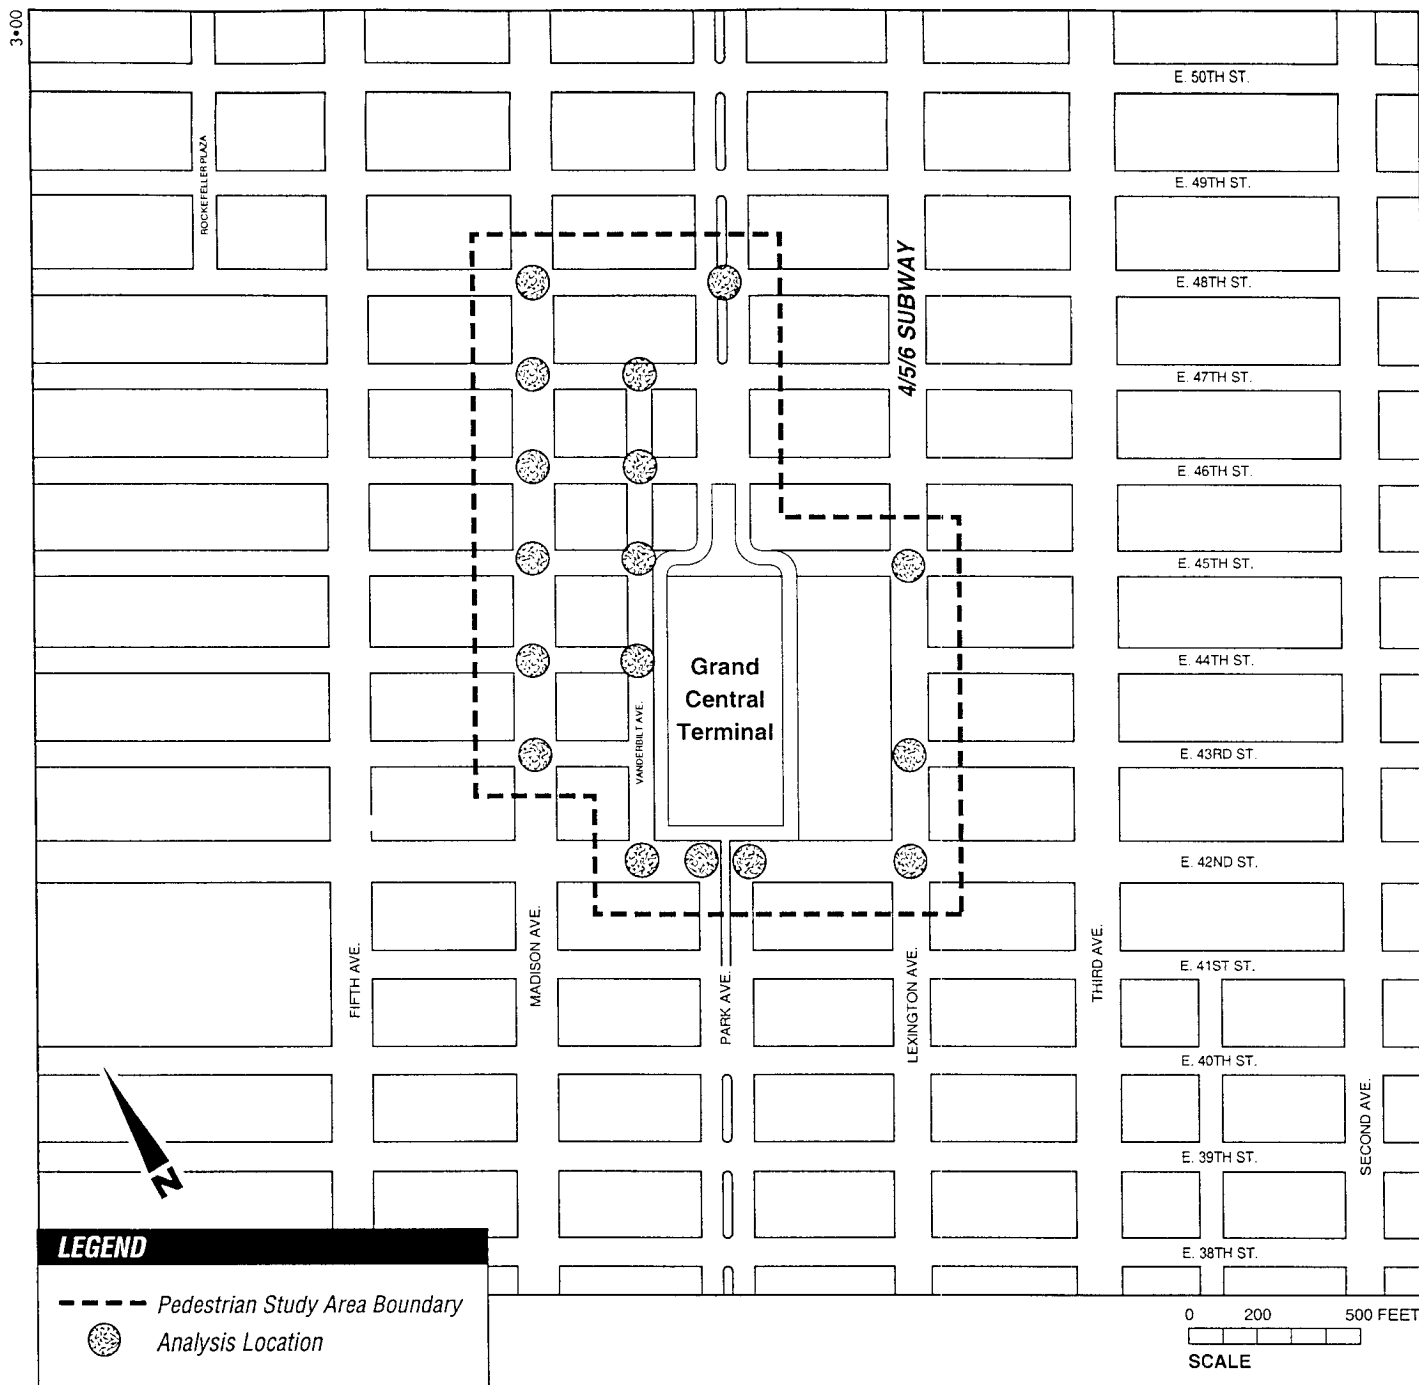 3•00
E. 50TH ST.
ROCKEFELLER PLAZA
E. 49TH ST.
4/5/6 SUBWAY
E. 48TH ST.
E. 47TH ST.
E. 46TH ST.
E. 45TH ST.
Grand
Central
Terminal
E. 44TH ST.
VANDERBILT AVE.
E. 43RD ST.
E. 42ND ST.
FIFTH AVE.
MADISON AVE.
PARK AVE.
LEXINGTON AVE.
THIRD AVE.
E. 41ST ST.
E. 40TH ST.
SECOND AVE.
E. 39TH ST.
N
E. 38TH ST.
LEGEND
Pedestrian Study Area Boundary
Analysis Location
0 200 500 FEET
SCALE